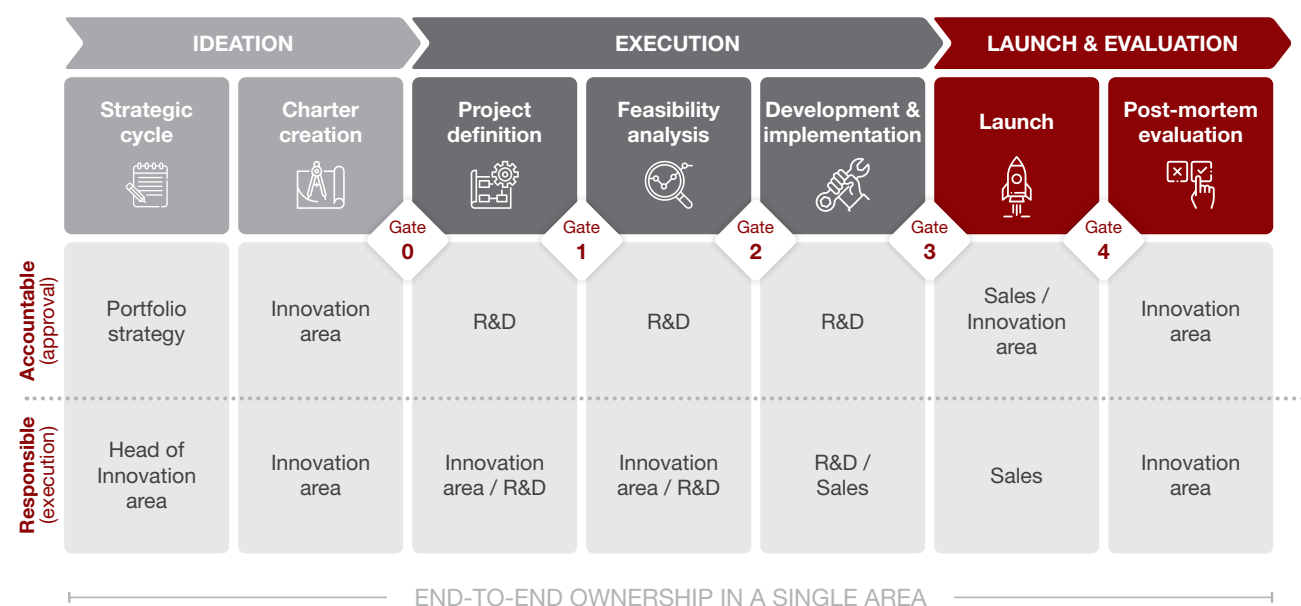 IDEATION
EXECUTION
LAUNCH & EVALUATION
Strategic
cycle
Charter
creation
Project
definition
Feasibility
analysis
Development &
implementation
Launch
Post-mortem
evaluation
Gate
0
Gate
1
Gate
2
Gate
3
Gate
4
Accountable
(approval)
Portfolio
strategy
Innovation
area
R&D
R&D
R&D
Sales /
Innovation
area
Innovation
area
Responsible
(execution)
Head of
Innovation
area
Innovation
area
Innovation
area / R&D
Innovation
area / R&D
R&D /
Sales
Sales
Innovation
area
END-TO-END OWNERSHIP IN A SINGLE AREA